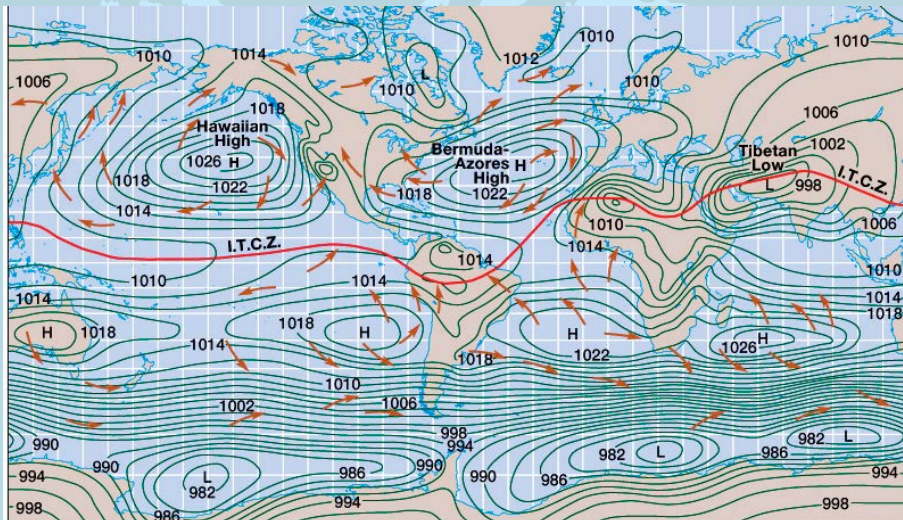 1010
1014
1012
1010
1010
1010
1006
1010
L
1010
1006
1018
Hawaiian
High
1026 H
1018
1022
1014
Bermuda-
Azores
High
H
1018
1022
1002
Tibetan
Low
L
998
I.T.C.Z.
1010
1006
I.T.C.Z.
1014
1014
1010
1014
1010
1014
1014
1018
H
1018
1018
H
H
1026
H
1014
1018
1022
1010
1002
1006
998
994
990
990
990
994
998
L
982
986
986
994
990
986
982
L
986
982
L
994
998